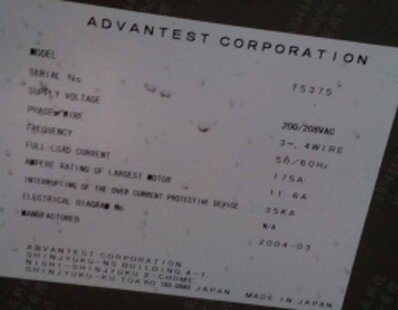 ADVANTEST CORPORATION
MODEL T5375
SERIAL No
SUPPLY VOLTAGE 200/208VAC
PHASE/WIRE 3~, 4WIRE
FREQUENCY 50/60Hz
FULL-LOAD CURRENT 175A
AMPERE RATING OF LARGEST MOTOR 11.6A
INTERRUPTING OF THE OVER CURRENT PROTECTIVE DEVICE 35KA
ELECTRICAL DIAGRAM No. N/A
MANUFACTURED 2004-03
ADVANTEST CORPORATION
SHINJYUKU-NS BUILDING 4-1
NISHI-SHINJYUKU 2-CHOME
SHINJYUKU-KU TOKYO JAPAN MADE IN JAPAN